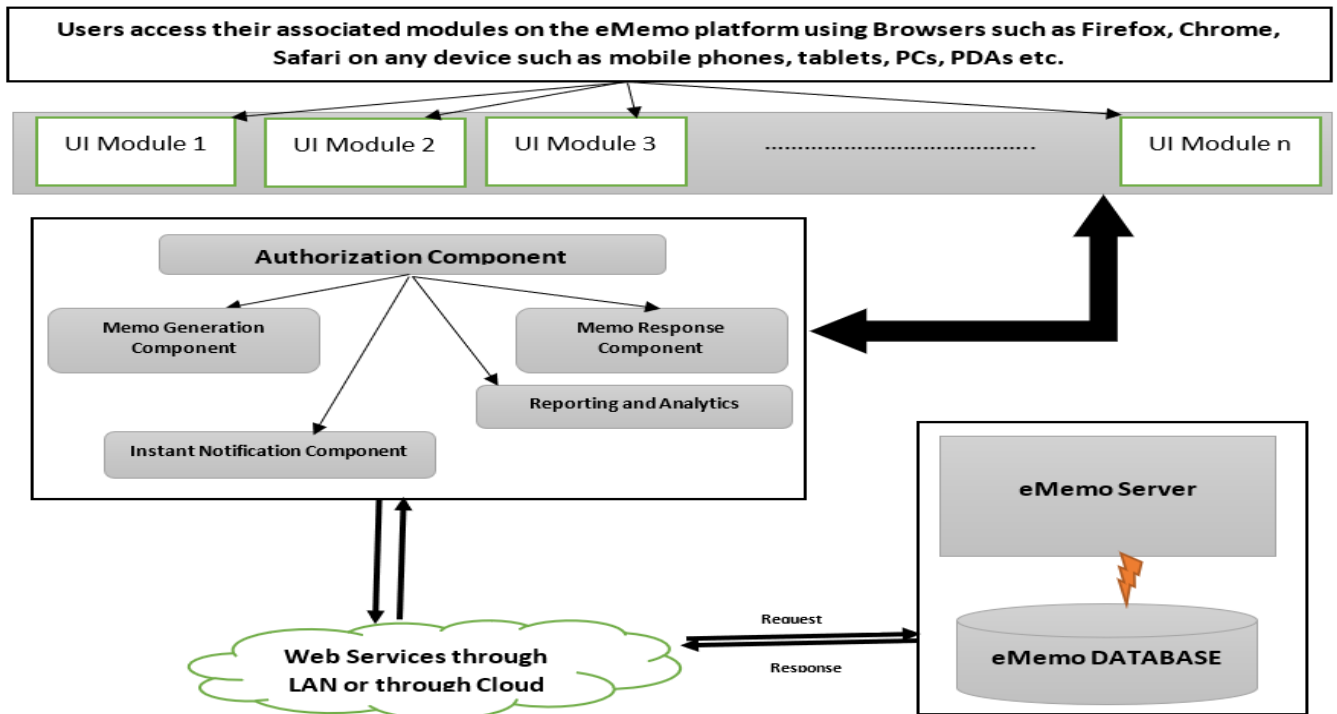 Users access their associated modules on the eMemo platform using Browsers such as Firefox, Chrome,
Safari on any device such as mobile phones, tablets, PCs, PDAs etc.
UI Module 1
UI Module 2
UI Module 3
............................................
UI Module n
Authorization Component
Memo Generation
Component
Memo Response
Component
Reporting and Analytics
Instant Notification Component
eMemo Server
eMemo DATABASE
Request
Response
Web Services through
LAN or through Cloud